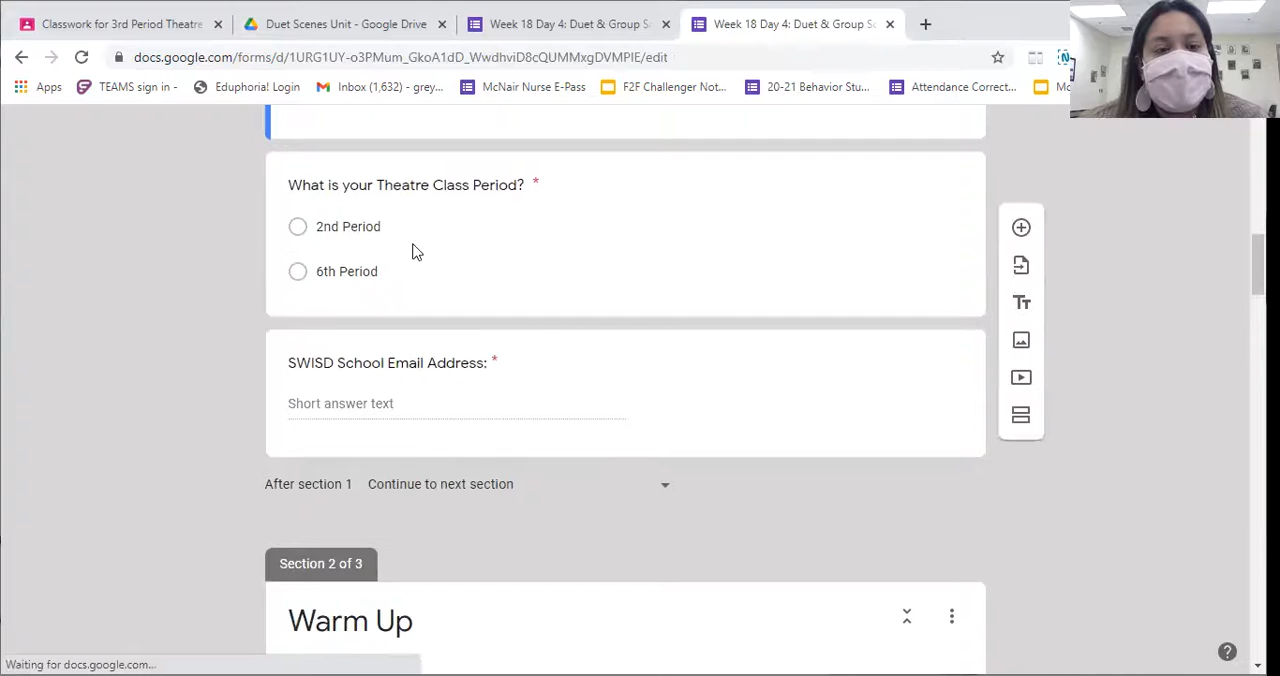 Classwork for 3rd Period Theatre
Duet Scenes Unit - Google Drive
Week 18 Day 4: Duet & Group S
Week 18 Day 4: Duet & Group Sc
docs.google.com/forms/d/1URG1UY-o3PMum_GkoA1dD_WwdhviD8cQUMMxgDVMPIE/edit
Apps
TEAMS sign in -
Eduphoria! Login
Inbox (1,632) - grey...
McNair Nurse E-Pass
F2F Challenger Not...
20-21 Behavior Stu...
Attendance Correct...
What is your Theatre Class Period? *
2nd Period
6th Period
SWISD School Email Address: *
Short answer text
After section 1 Continue to next section
Section 2 of 3
Warm Up
Waiting for docs.google.com...